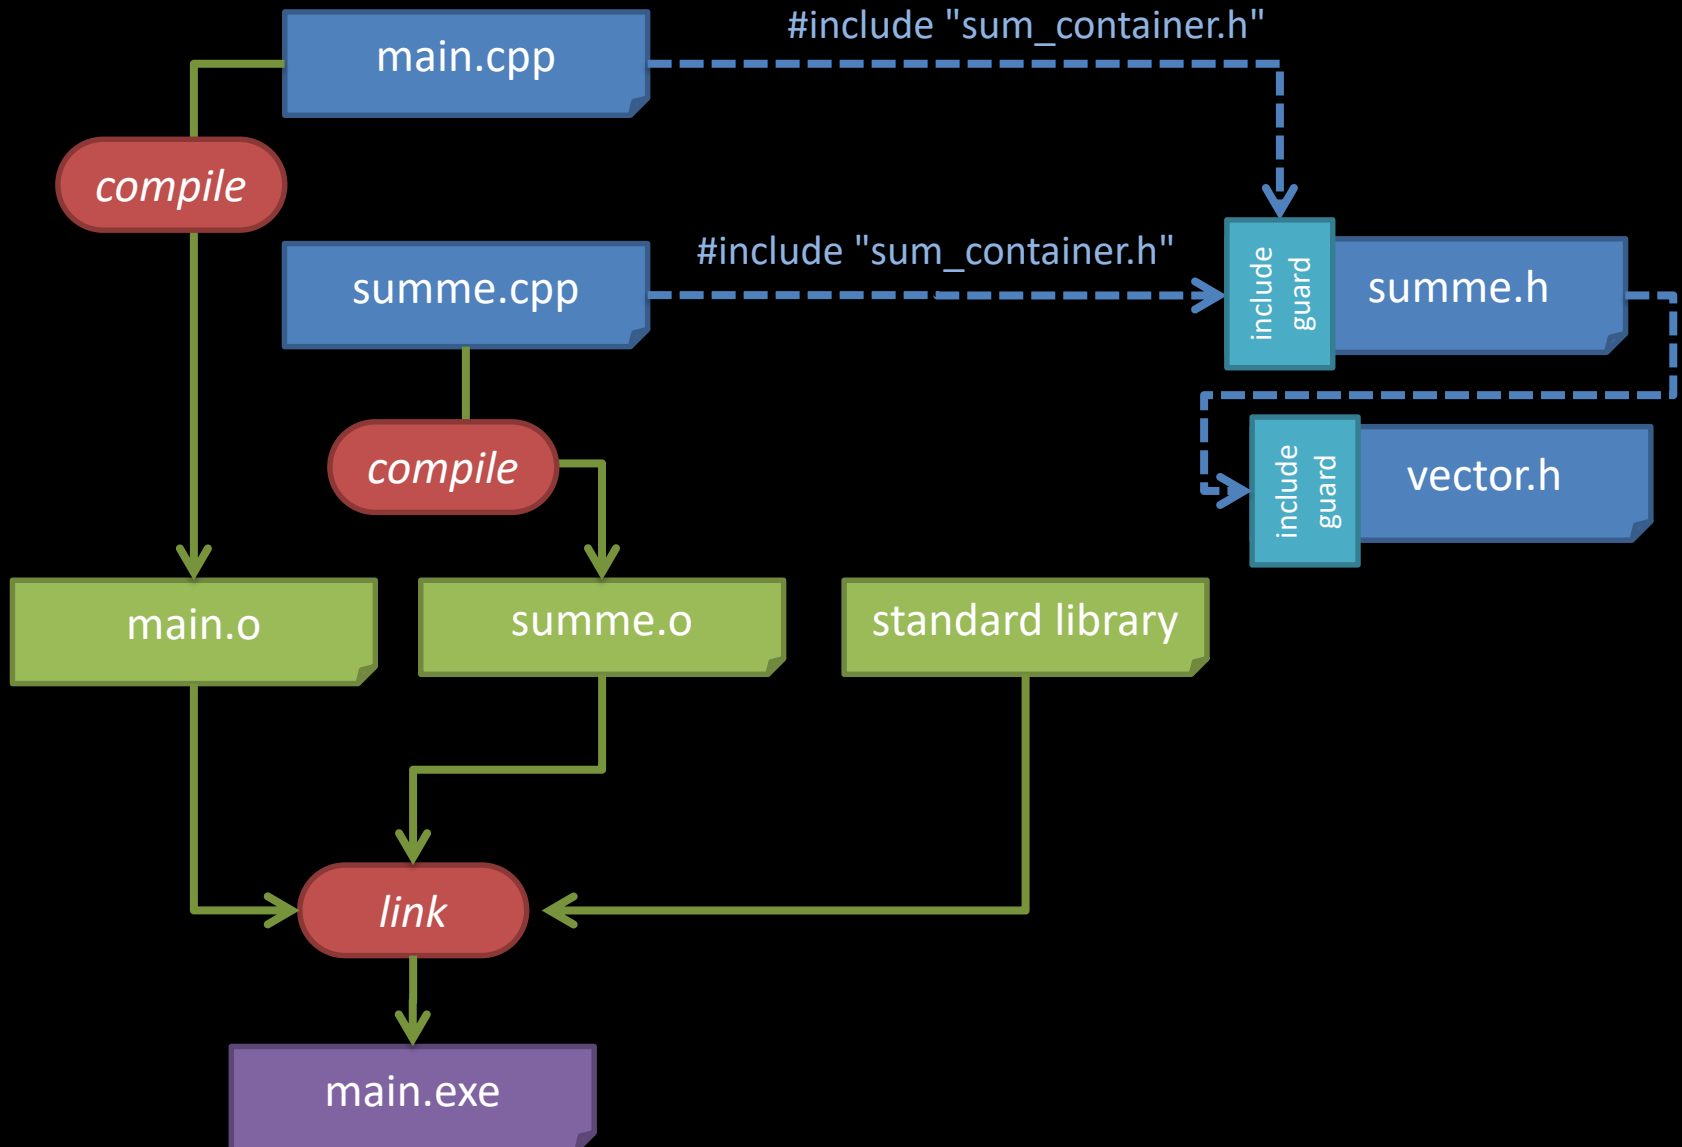 #include "sum_container.h"
main.cpp
compile
#include "sum_container.h"
summe.cpp
include
guard
summe.h
compile
include
guard
vector.h
main.o
summe.o
standard library
link
main.exe